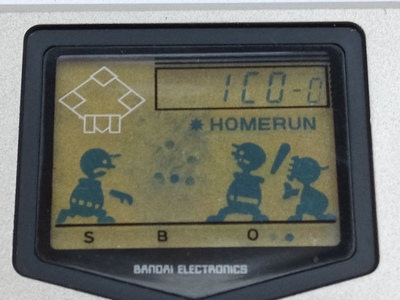 1C0-0
HOMERUN
S B O
BANDAI ELECTRONICS